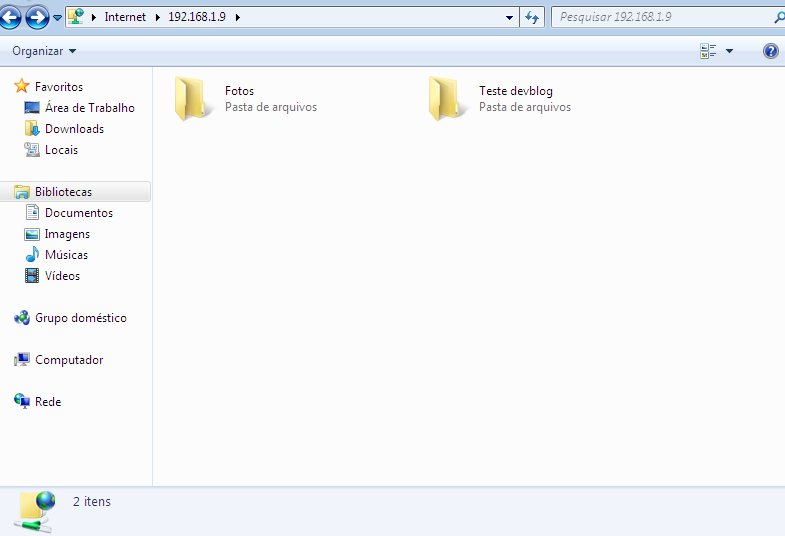 Internet
192.168.1.9
Pesquisar 192.168.1.9
Organizar
Favoritos
Área de Trabalho
Downloads
Locais
Bibliotecas
Documentos
Imagens
Músicas
Vídeos
Grupo doméstico
Computador
Rede
Fotos
Pasta de arquivos
Teste devblog
Pasta de arquivos
2 itens